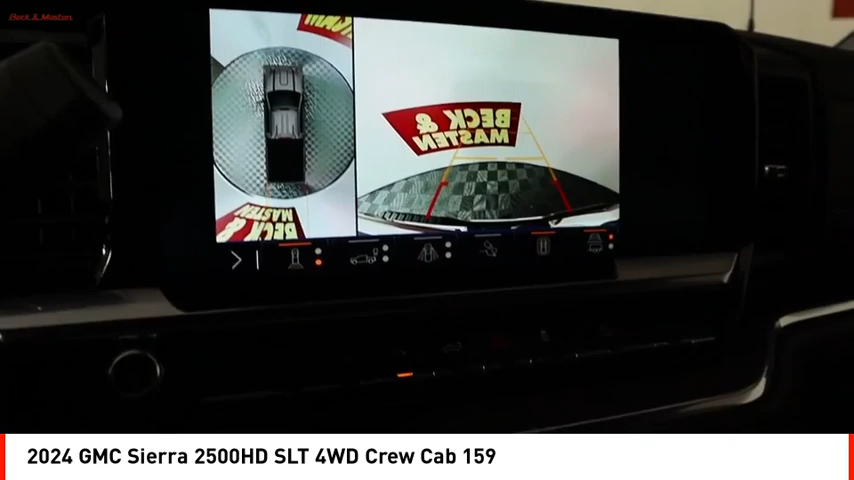 Beck & Masten
BECK &
MASTEN
MASTEN
BECK &
2024 GMC Sierra 2500HD SLT 4WD Crew Cab 159